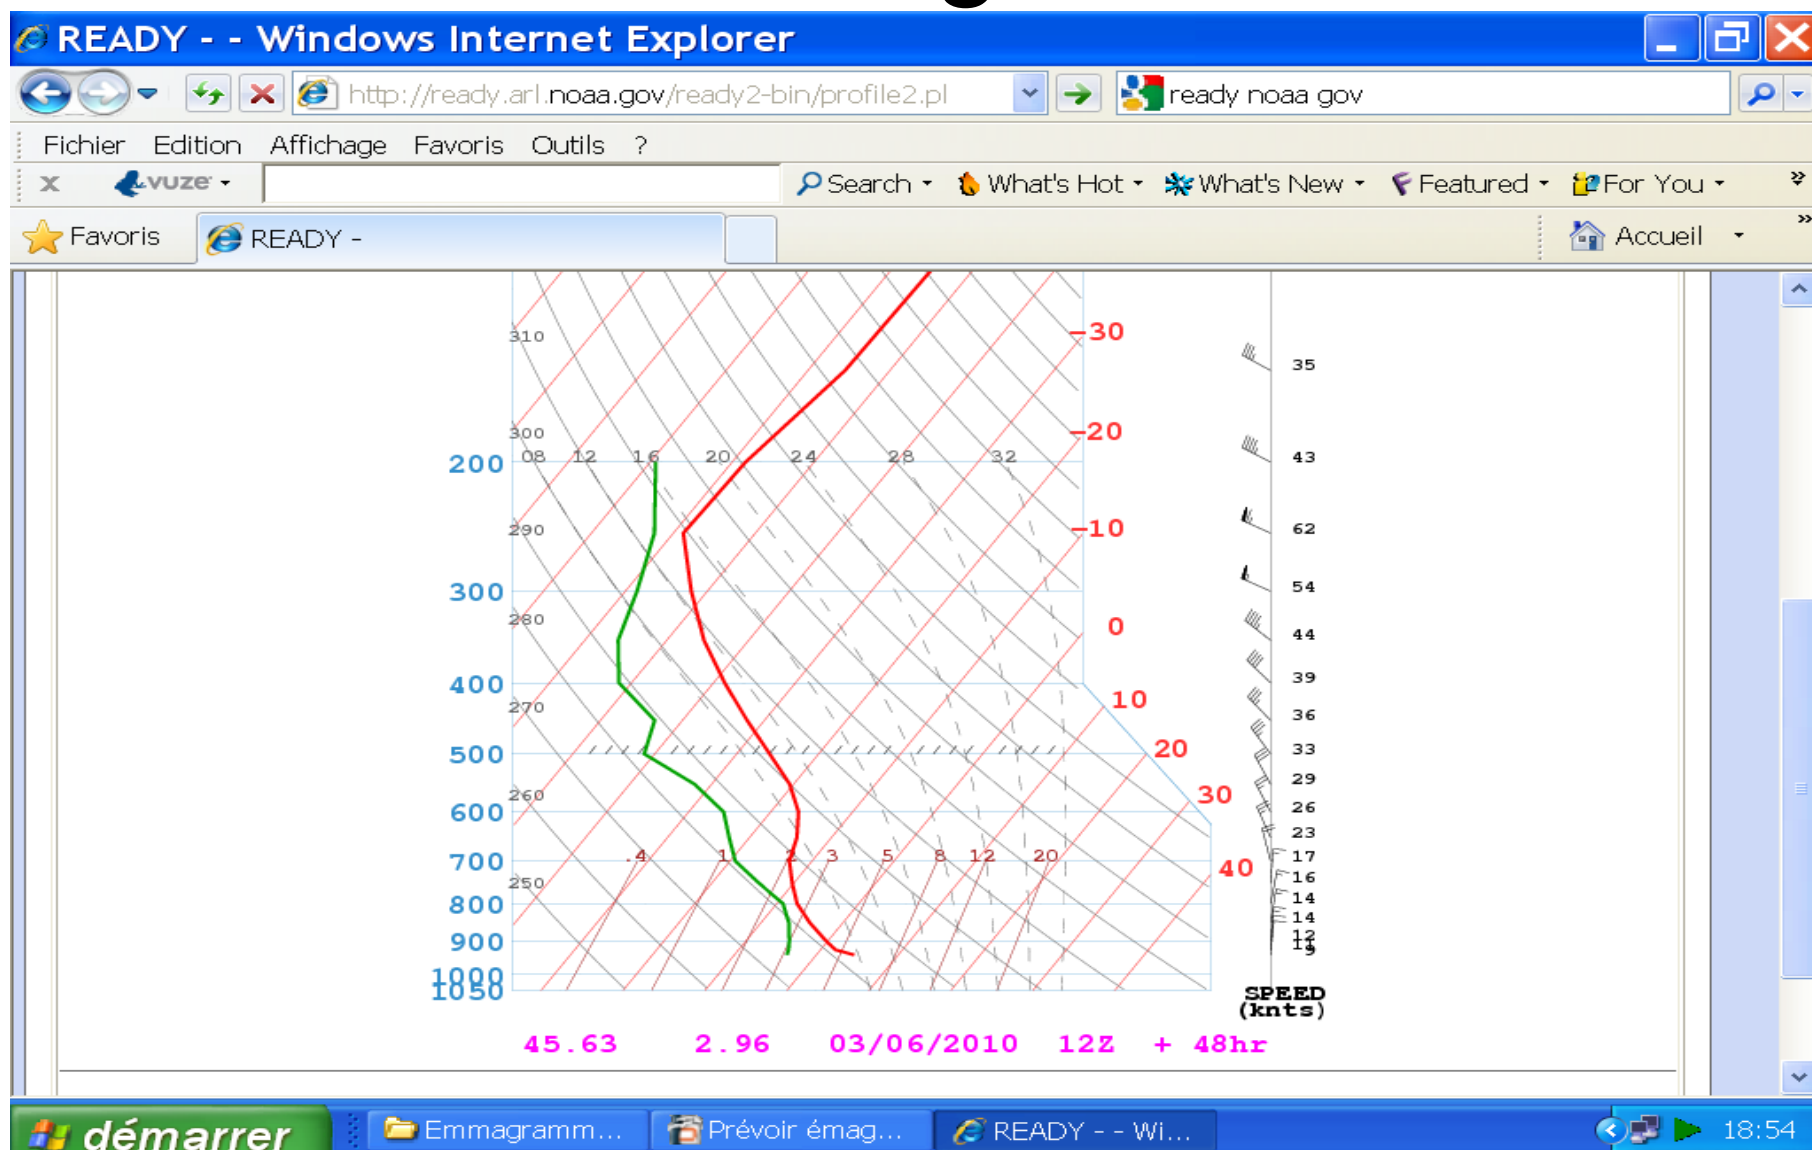 READY - - Windows Internet Explorer
http://ready.arl.noaa.gov/ready2-bin/profile2.pl
ready noaa gov
Fichier Edition Affichage Favoris Outils ?
x vuze Search What's Hot What's New Featured For You »
Favoris READY - Accueil »
310 -30 35
300 -20
200 08 12 16 20 24 28 32 43
290 -10 62
300 54
280 0 44
400 39
270 10 36
500 20 33
29
260 30 26
600
23
700 .4 1 2 3 5 8 12 20 40 17
16
250
800 14
14
900 12
11
9
1000
1050
SPEED
(knts)
45.63 2.96 03/06/2010 12Z + 48hr
démarrer Emmagramm... Prévoir émag... READY - - Wi... 18:54